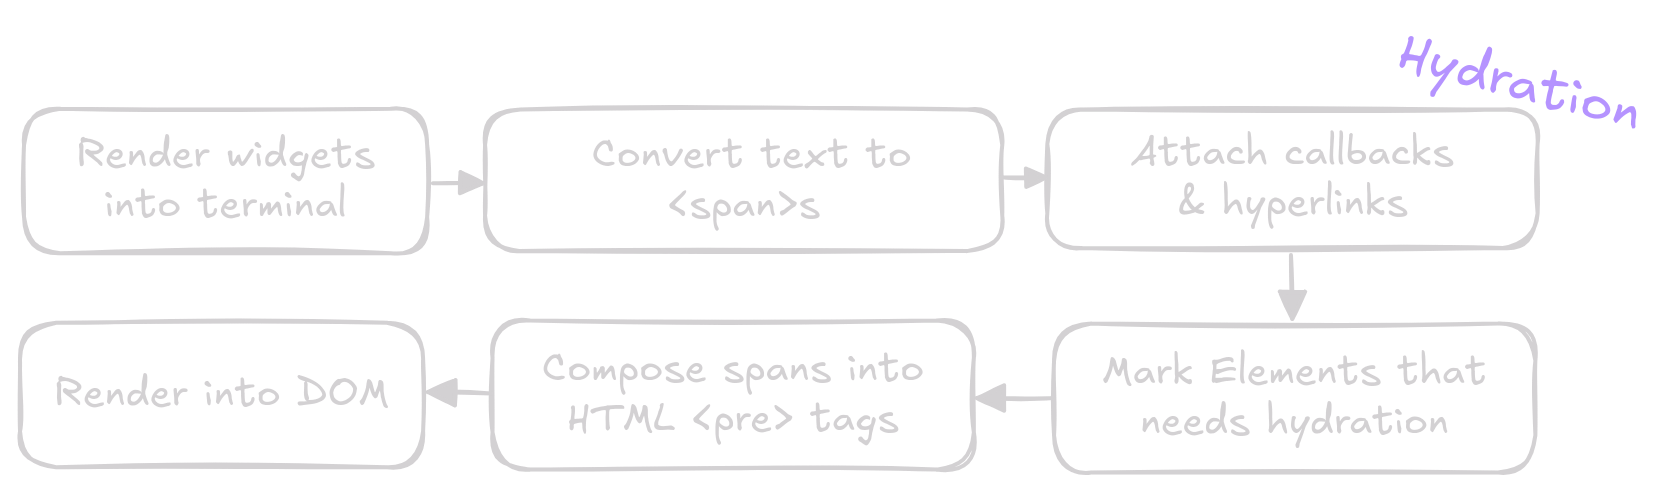 Hydration
Render widgets
into terminal
Convert text to
<span>s
Attach callbacks
& hyperlinks
Mark Elements that
needs hydration
Compose spans into
HTML <pre> tags
Render into DOM